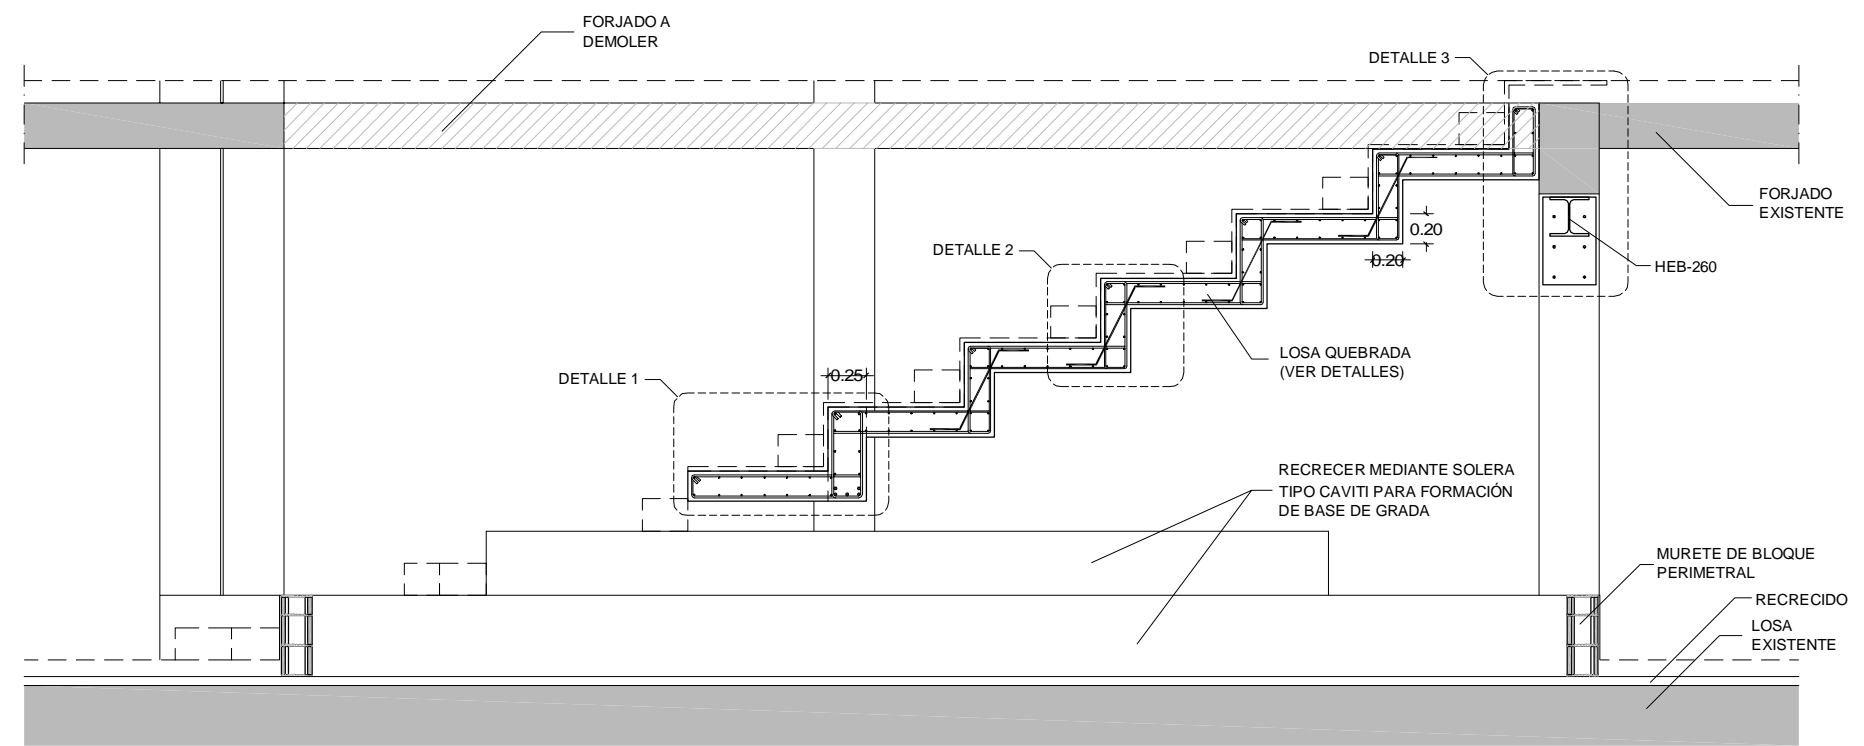 FORJADO A
DEMOLER
DETALLE 3
FORJADO
EXISTENTE
DETALLE 2
0.20
0.20
HEB-260
LOSA QUEBRADA
(VER DETALLES)
DETALLE 1
0.25
RECRECER MEDIANTE SOLERA
TIPO CAVITI PARA FORMACIÓN
DE BASE DE GRADA
MURETE DE BLOQUE
PERIMETRAL
RECRECIDO
LOSA
EXISTENTE